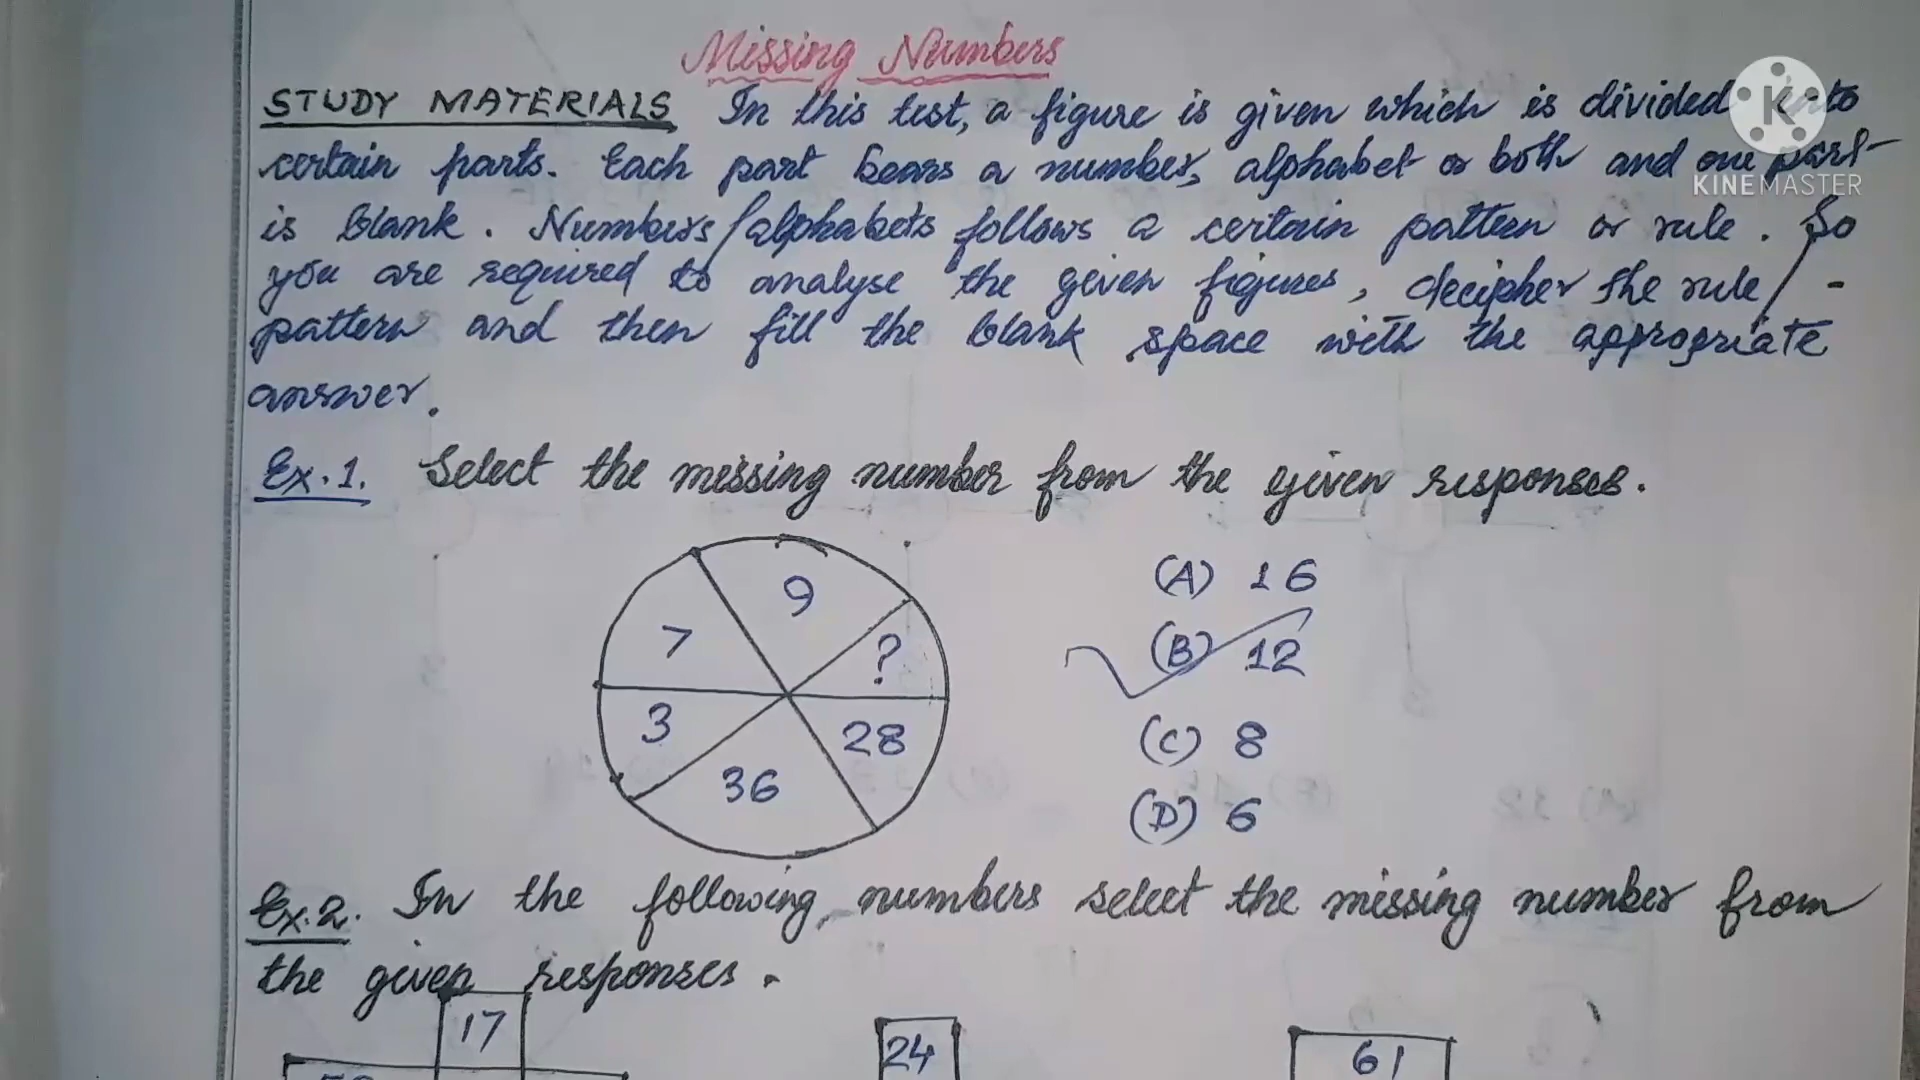 Missing Numbers
STUDY MATERIALS In this test, a figure is given which is divided into
certain parts. Each part bears a number, alphabet or both and one part
is blank. Numbers/alphabets follows a certain pattern or rule. So
you are required to analyse the given figures, decipher the rule/-
pattern and then fill the blank space with the appropriate
answer.
KINEMASTER
Ex.1. Select the missing number from the given responses.
9
7
?
3
28
36
(A) 16
(B) 12
(C) 8
(D) 6
Ex.2. In the following numbers select the missing number from
the given responses.
17
24
61